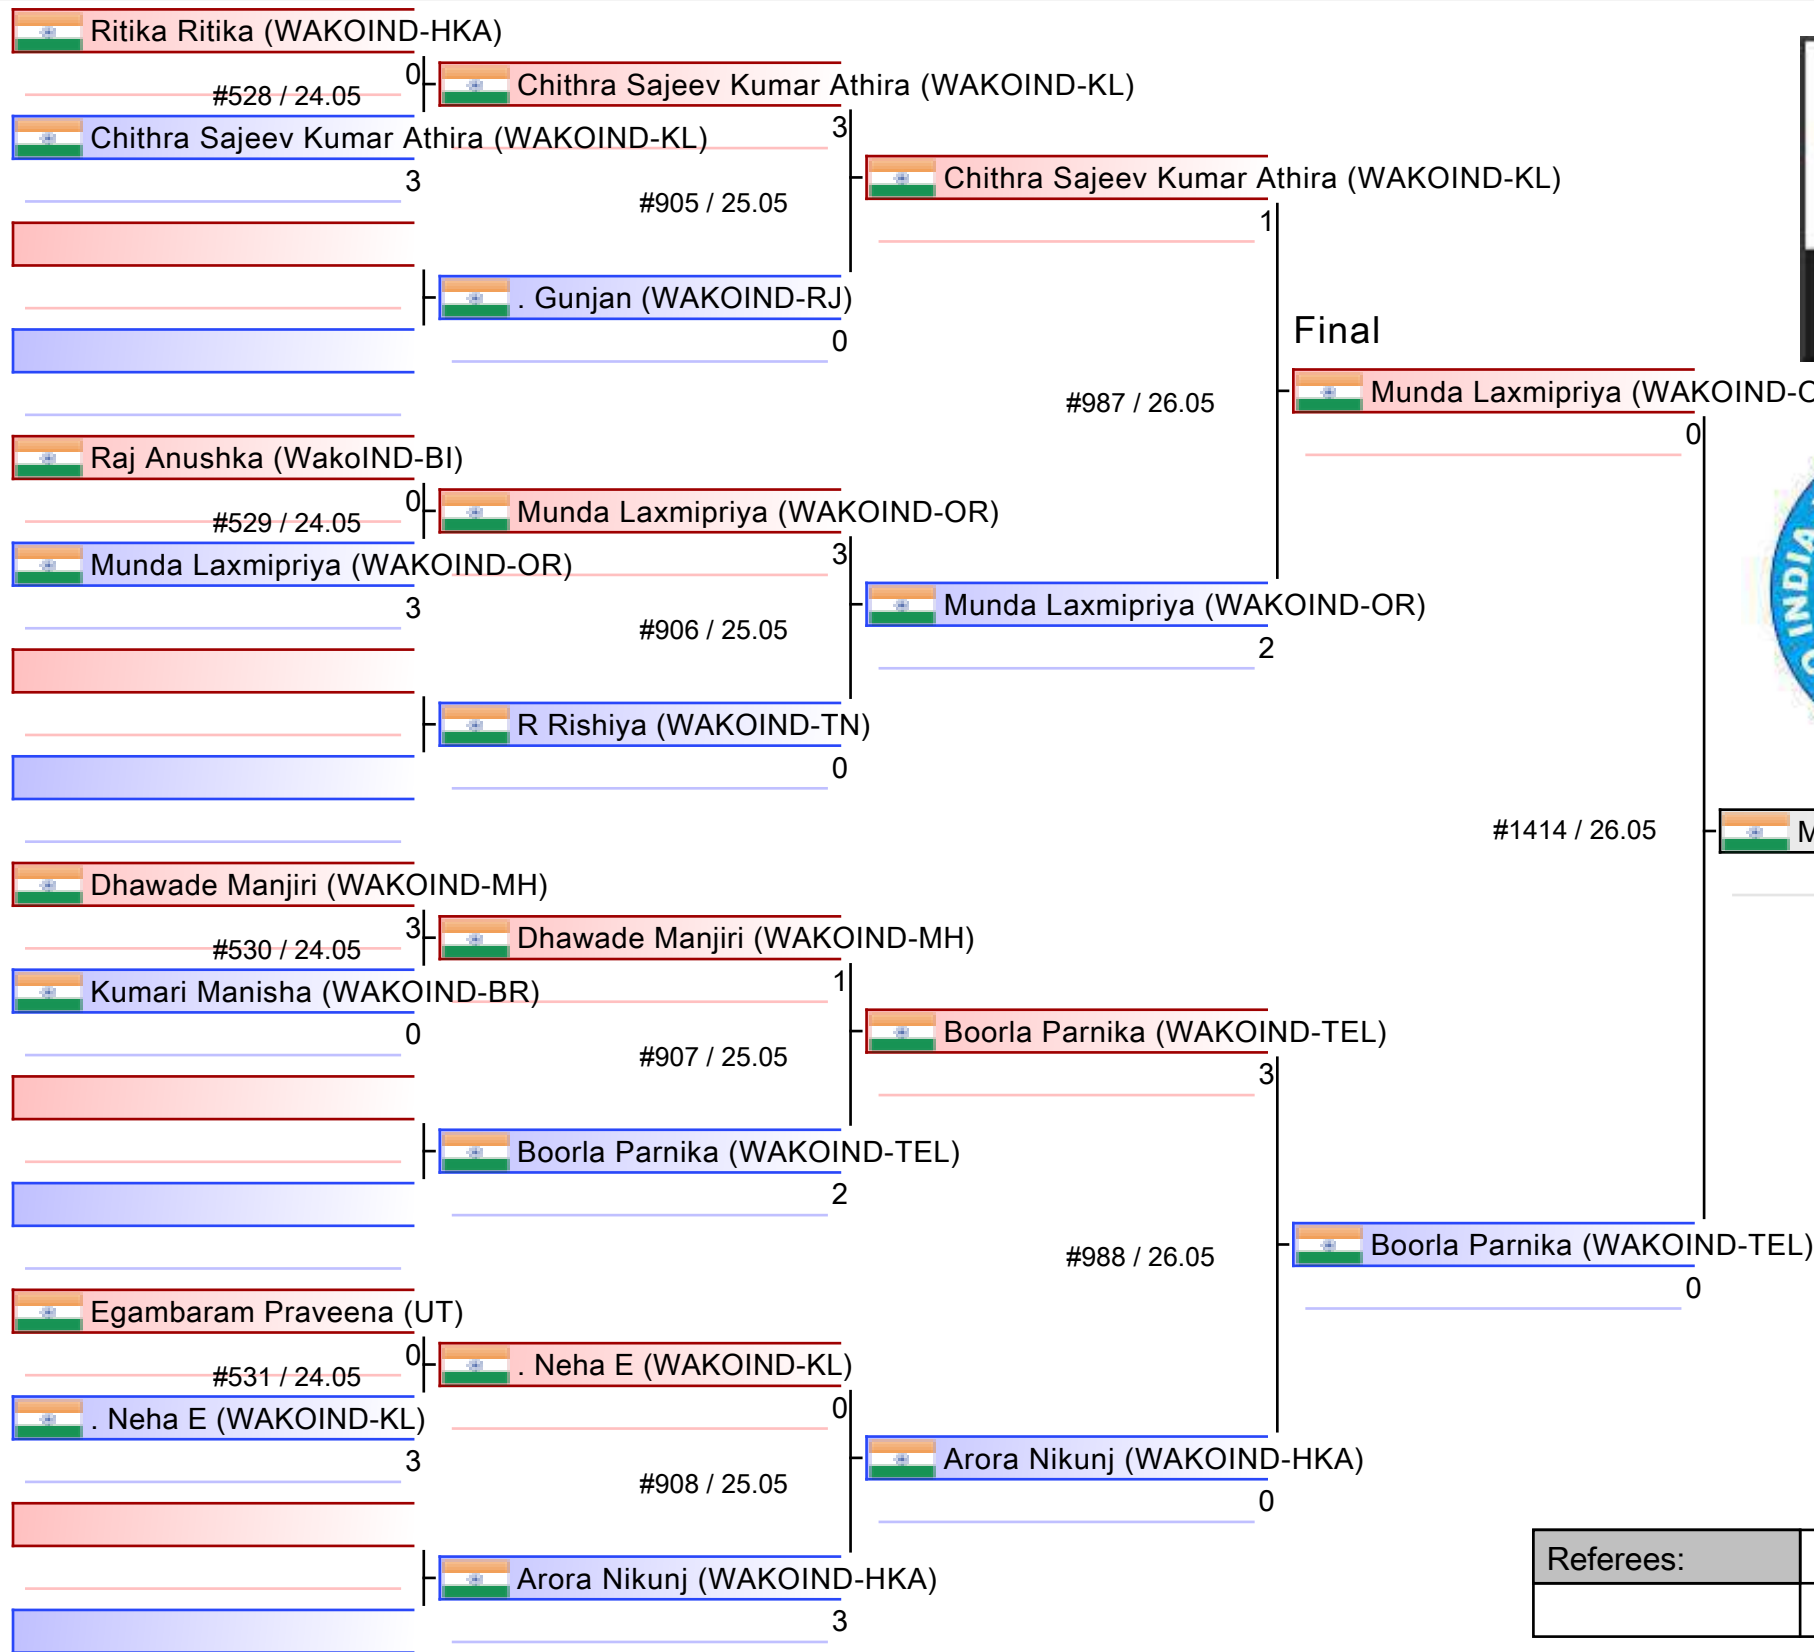 Ritika Ritika (WAKOIND-HKA)
0
#528 / 24.05
Chithra Sajeev Kumar Athira (WAKOIND-KL)
3
Chithra Sajeev Kumar Athira (WAKOIND-KL)
3
#905 / 25.05
. Gunjan (WAKOIND-RJ)
0
Chithra Sajeev Kumar Athira (WAKOIND-KL)
1
#987 / 26.05
Final
Munda Laxmipriya (WAKOIND-O
0
Raj Anushka (WakoIND-BI)
0
#529 / 24.05
Munda Laxmipriya (WAKOIND-OR)
3
Munda Laxmipriya (WAKOIND-OR)
3
#906 / 25.05
R Rishiya (WAKOIND-TN)
0
Munda Laxmipriya (WAKOIND-OR)
2
INDIA
#1414 / 26.05
M
Dhawade Manjiri (WAKOIND-MH)
3
#530 / 24.05
Kumari Manisha (WAKOIND-BR)
0
Dhawade Manjiri (WAKOIND-MH)
1
#907 / 25.05
Boorla Parnika (WAKOIND-TEL)
2
Boorla Parnika (WAKOIND-TEL)
3
#988 / 26.05
Boorla Parnika (WAKOIND-TEL)
0
Egambaram Praveena (UT)
0
#531 / 24.05
. Neha E (WAKOIND-KL)
3
. Neha E (WAKOIND-KL)
0
#908 / 25.05
Arora Nikunj (WAKOIND-HKA)
3
Arora Nikunj (WAKOIND-HKA)
0
Referees: